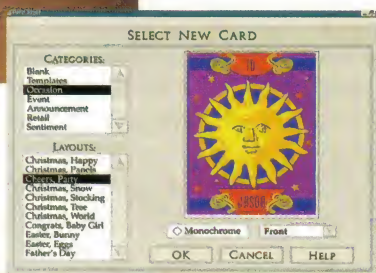 SELECT NEW CARD
CATEGORIES:
Blank
Templates
Occasion
Event
Announcement
Retail
Sentiment
LAYOUTS:
Christmas, Happy
Christmas, Panels
Cheers, Party
Christmas, Snow
Christmas, Stocking
Christmas, Tree
Christmas, World
Congrats, Baby Girl
Easter, Bunny
Easter, Eggs
Father's Day
TO
JASON
Monochrome
Front
OK
CANCEL
HELP